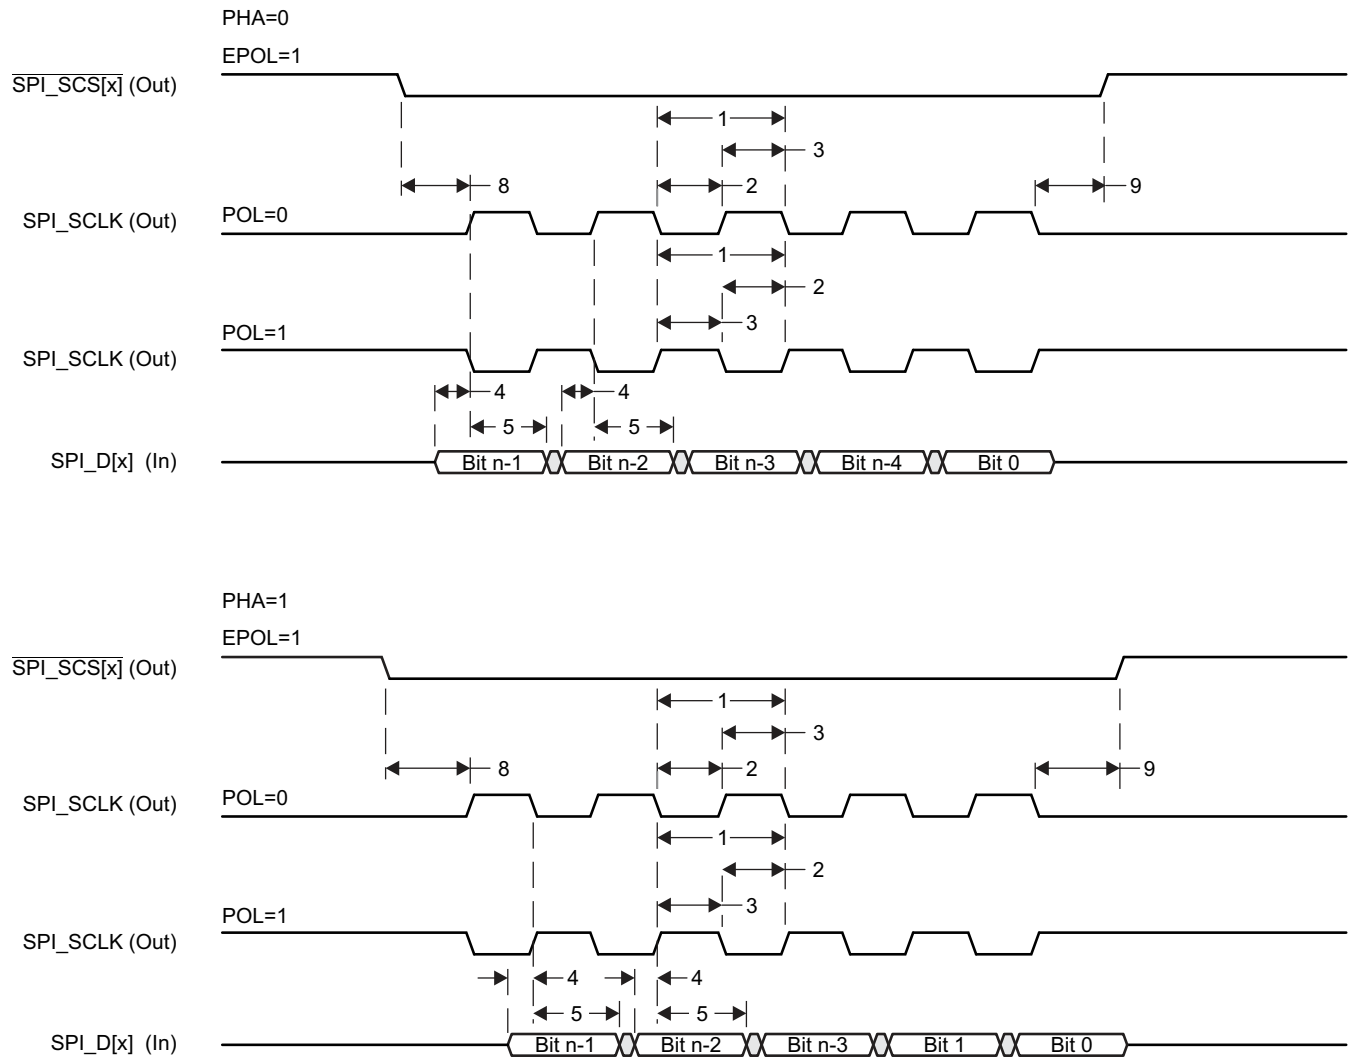 PHA=0
EPOL=1
SPI_SCS[x] (Out)
1
3
8
2
9
SPI_SCLK (Out)
POL=0
1
2
3
POL=1
SPI_SCLK (Out)
4
4
5
5
SPI_D[x] (In)
Bit n-1
Bit n-2
Bit n-3
Bit n-4
Bit 0
PHA=1
EPOL=1
SPI_SCS[x] (Out)
1
3
8
2
9
SPI_SCLK (Out)
POL=0
1
2
3
POL=1
SPI_SCLK (Out)
4
4
5
5
SPI_D[x] (In)
Bit n-1
Bit n-2
Bit n-3
Bit 1
Bit 0